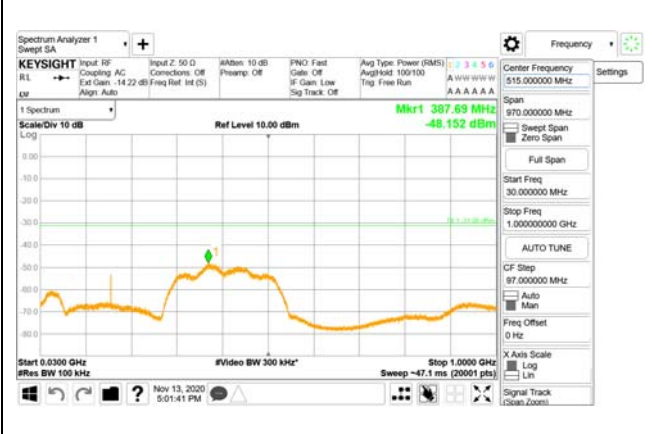 Spectrum Analyzer 1
Swept SA
Frequency
KEYSIGHT
RL
Input: RF
Coupling: AC
Ext Gain: -14.22 dB
Align: Auto
Input Z: 50 Ω
Corrections: Off
Freq Ref: Int (S)
#Atten: 10 dB
Preamp: Off
PNO: Fast
Gate: Off
IF Gain: Low
Sig Track: Off
Avg Type: Power (RMS)
Avg|Hold: 100/100
Trig: Free Run
1 2 3 4 5 6
A W W W W W
A A A A A A
1 Spectrum
Scale/Div 10 dB
Log
Ref Level 10.00 dBm
Mkr1 387.69 MHz
-48.152 dBm
0.00
-10.0
-20.0
-30.0
-40.0
-50.0
-60.0
-70.0
-80.0
1
Start 0.0300 GHz
#Res BW 100 kHz
#Video BW 300 kHz*
Stop 1.0000 GHz
Sweep ~47.1 ms (20001 pts)
?
Nov 13, 2020
5:01:41 PM
Center Frequency
515.000000 MHz
Settings
Span
970.000000 MHz
Swept Span
Zero Span
Full Span
Start Freq
30.000000 MHz
Stop Freq
1.000000000 GHz
AUTO TUNE
CF Step
97.000000 MHz
Auto
Man
Freq Offset
0 Hz
X Axis Scale
Log
Lin
Signal Track
(Span Zoom)